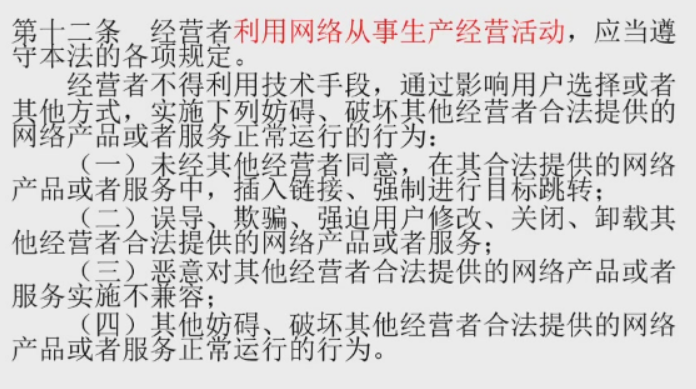 第十二条　经营者利用网络从事生产经营活动，应当遵
守本法的各项规定。
经营者不得利用技术手段，通过影响用户选择或者
其他方式，实施下列妨碍、破坏其他经营者合法提供的
网络产品或者服务正常运行的行为：
（一）未经其他经营者同意，在其合法提供的网络
产品或者服务中，插入链接、强制进行目标跳转；
（二）误导、欺骗、强迫用户修改、关闭、卸载其
他经营者合法提供的网络产品或者服务；
（三）恶意对其他经营者合法提供的网络产品或者
服务实施不兼容；
（四）其他妨碍、破坏其他经营者合法提供的网络
产品或者服务正常运行的行为。